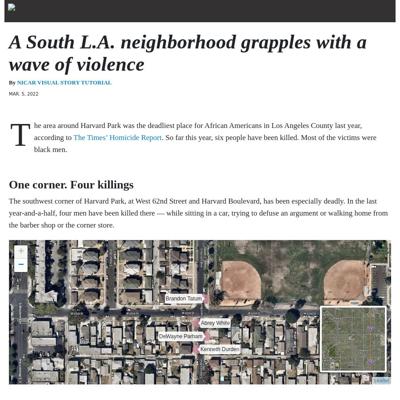 A South L.A. neighborhood grapples with a
wave of violence
By NICAR VISUAL STORY TUTORIAL
MAR. 5, 2022
The area around Harvard Park was the deadliest place for African Americans in Los Angeles County last year,
according to The Times' Homicide Report. So far this year, six people have been killed. Most of the victims were
black men.
One corner. Four killings
The southwest corner of Harvard Park, at West 62nd Street and Harvard Boulevard, has been especially deadly. In the last
year-and-a-half, four men have been killed there — while sitting in a car, trying to defuse an argument or walking home from
the barber shop or the corner store.
+
−
Brandon Tatum
Abrey White
DeWayne Parham
Kenneth Durden
Leaflet